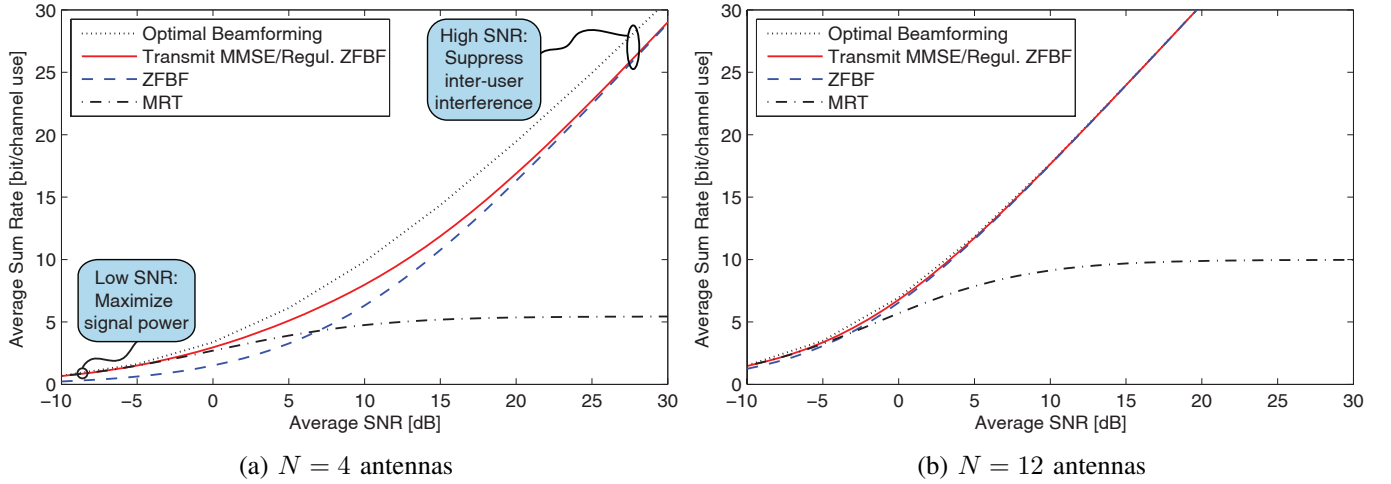 Average Sum Rate [bit/channel use]
30
25
20
15
10
5
0
Optimal Beamforming
Transmit MMSE/Regul. ZFBF
ZFBF
MRT
High SNR:
Suppress
inter-user
interference
Low SNR:
Maximize
signal power
−10
−5
0
5
10
15
20
25
30
Average SNR [dB]
(a) N = 4 antennas
Average Sum Rate [bit/channel use]
30
25
20
15
10
5
0
Optimal Beamforming
Transmit MMSE/Regul. ZFBF
ZFBF
MRT
−10
−5
0
5
10
15
20
25
30
Average SNR [dB]
(b) N = 12 antennas